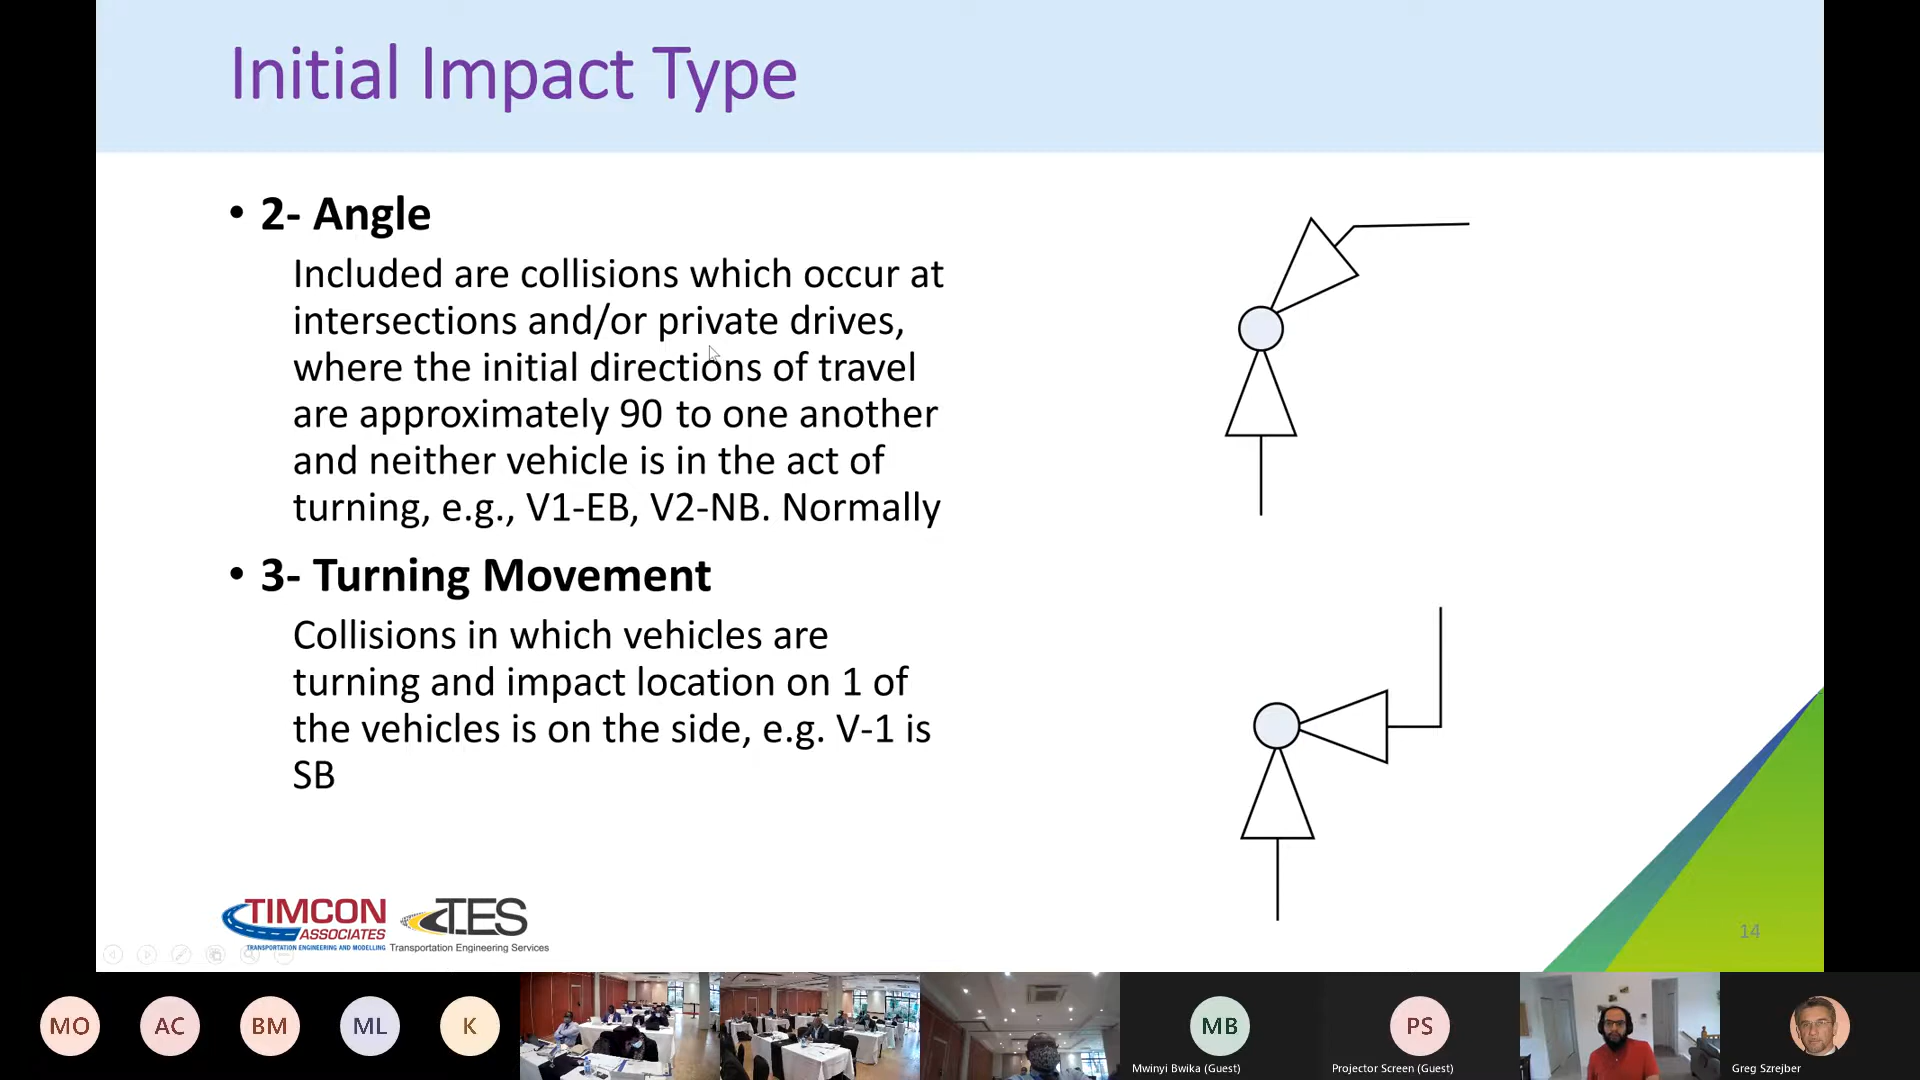 Initial Impact Type
• 2- Angle
Included are collisions which occur at
intersections and/or private drives,
where the initial directions of travel
are approximately 90 to one another
and neither vehicle is in the act of
turning, e.g., V1-EB, V2-NB. Normally
• 3- Turning Movement
Collisions in which vehicles are
turning and impact location on 1 of
the vehicles is on the side, e.g. V-1 is
SB
TIMCON
ASSOCIATES
TRANSPORTATION ENGINEERING AND MODELLING
TES
Transportation Engineering Services
14
MO
AC
BM
ML
K
MB
Mwinyi Bwika (Guest)
PS
Projector Screen (Guest)
Greg Szrejber